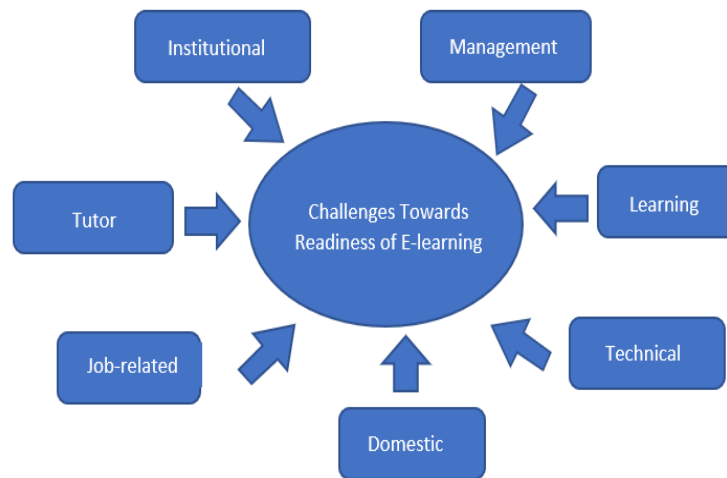 Institutional
Management
Tutor
Challenges Towards
Readiness of E-learning
Learning
Job-related
Technical
Domestic